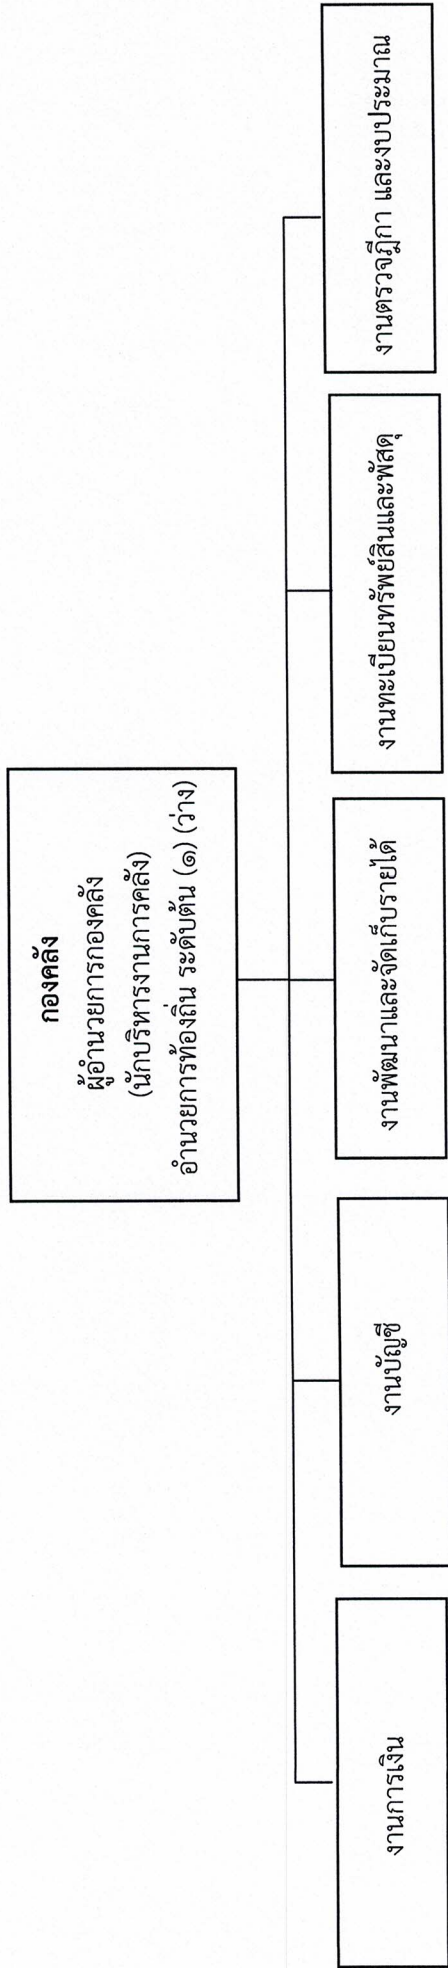 กองคลัง
ผู้อำนวยการกองคลัง
(นักบริหารงานการคลัง)
อำนวยการท้องถิ่น ระดับต้น (๑) (ว่าง)
งานการเงิน
งานบัญชี
งานพัฒนาและจัดเก็บรายได้
งานทะเบียนทรัพย์สินและพัสดุ
งานตรวจฎีกา และงบประมาณ